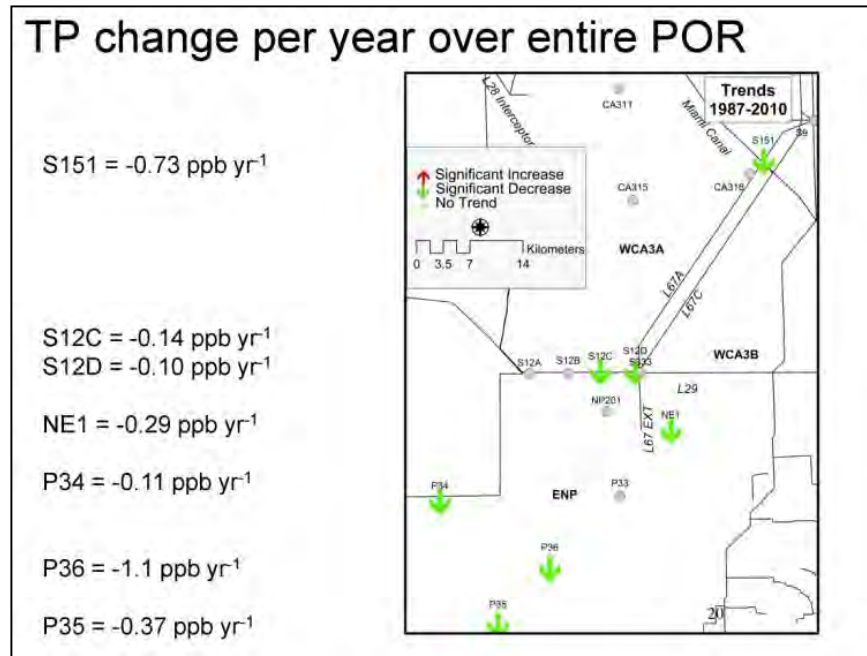 TP change per year over entire POR
S151 = -0.73 ppb yr⁻¹
S12C = -0.14 ppb yr⁻¹
S12D = -0.10 ppb yr⁻¹
NE1 = -0.29 ppb yr⁻¹
P34 = -0.11 ppb yr⁻¹
P36 = -1.1 ppb yr⁻¹
P35 = -0.37 ppb yr⁻¹
Trends
1987-2010
L28 Interceptor
CA311
Miami Canal
S9
S151
Significant Increase
Significant Decrease
No Trend
Kilometers
0 3.5 7 14
CA315
CA318
WCA3A
L67A
L67C
WCA3B
S12A
S12B
S12C
S12D
S333
L29
NP201
L67 EXT
NE1
P34
ENP
P33
P36
P35
20